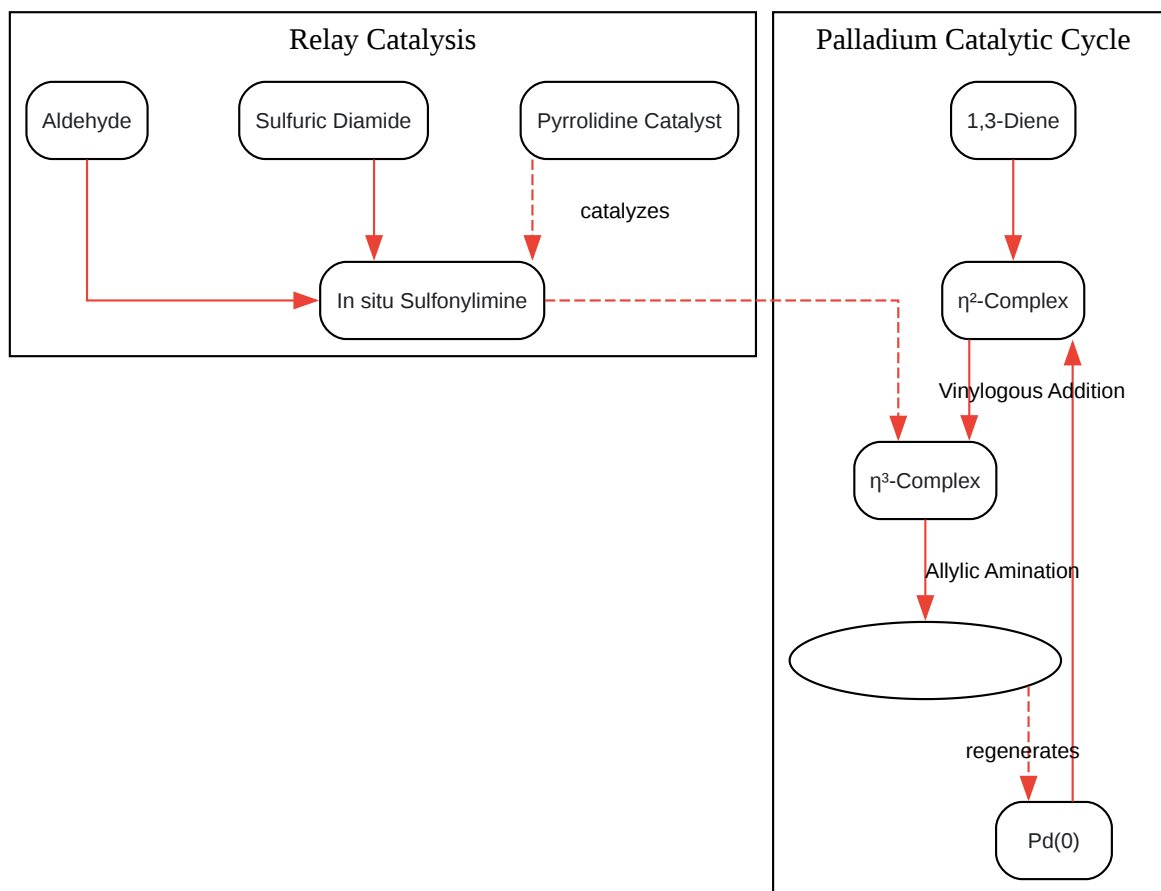 Relay Catalysis
Aldehyde
Sulfuric Diamide
Pyrrolidine Catalyst
catalyzes
In situ Sulfonylimine
Palladium Catalytic Cycle
1,3-Diene
η²-Complex
Vinylogous Addition
η³-Complex
Allylic Amination
regenerates
Pd(0)